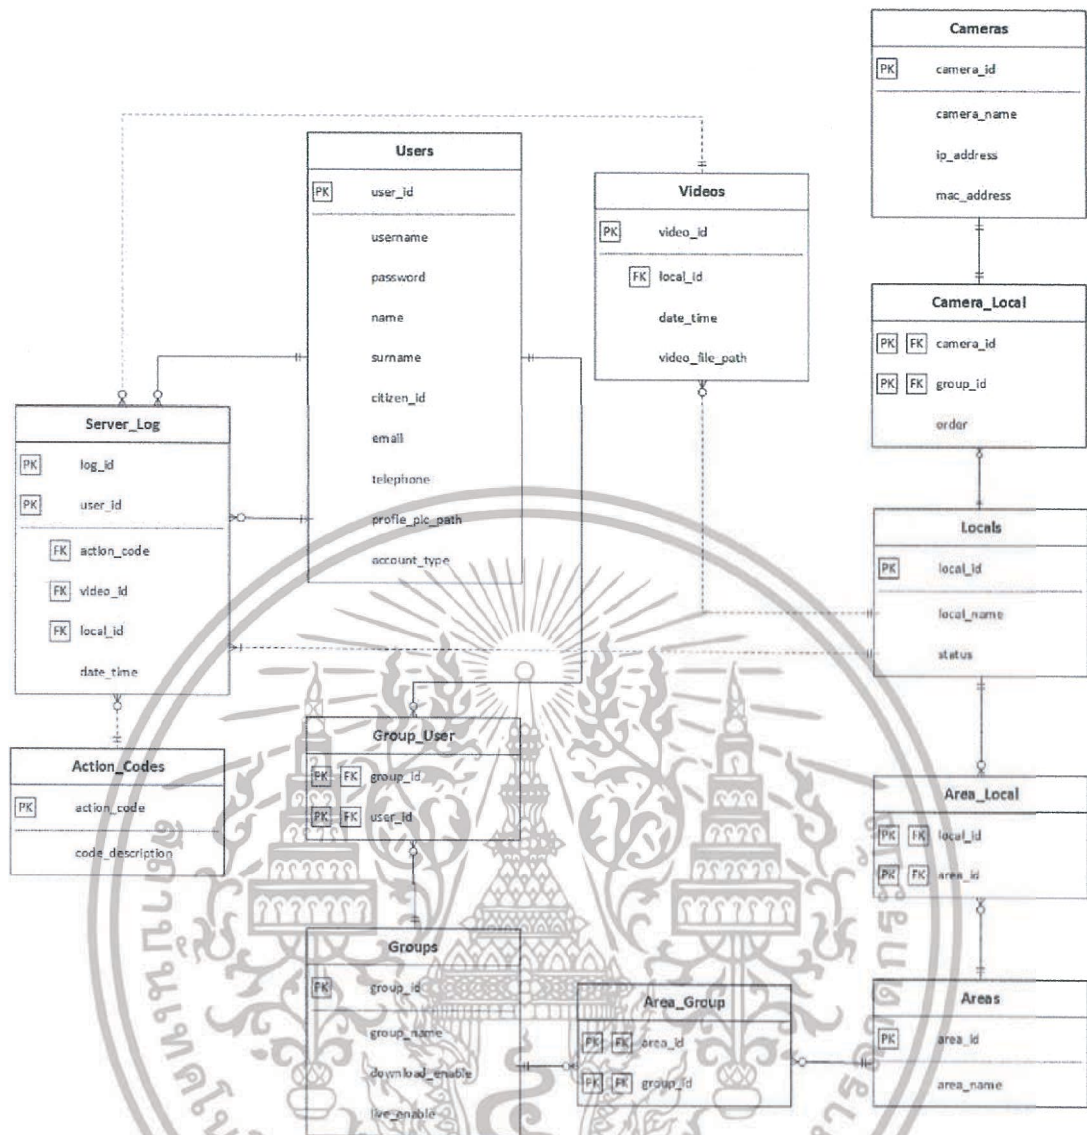 Cameras
PK camera_id
camera_name
ip_address
mac_address
Users
PK user_id
username
password
name
surname
citizen_id
email
telephone
profile_pic_path
account_type
Videos
PK video_id
FK local_id
date_time
video_file_path
Camera_Local
PK FK camera_id
PK FK group_id
order
Server_Log
PK log_id
PK user_id
FK action_code
FK video_id
FK local_id
date_time
Locals
PK local_id
local_name
status
Action_Codes
PK action_code
code_description
Group_User
PK FK group_id
PK FK user_id
Area_Local
PK FK local_id
PK FK area_id
Groups
PK group_id
group_name
download_enable
live_enable
Area_Group
PK FK area_id
PK FK group_id
Areas
PK area_id
area_name